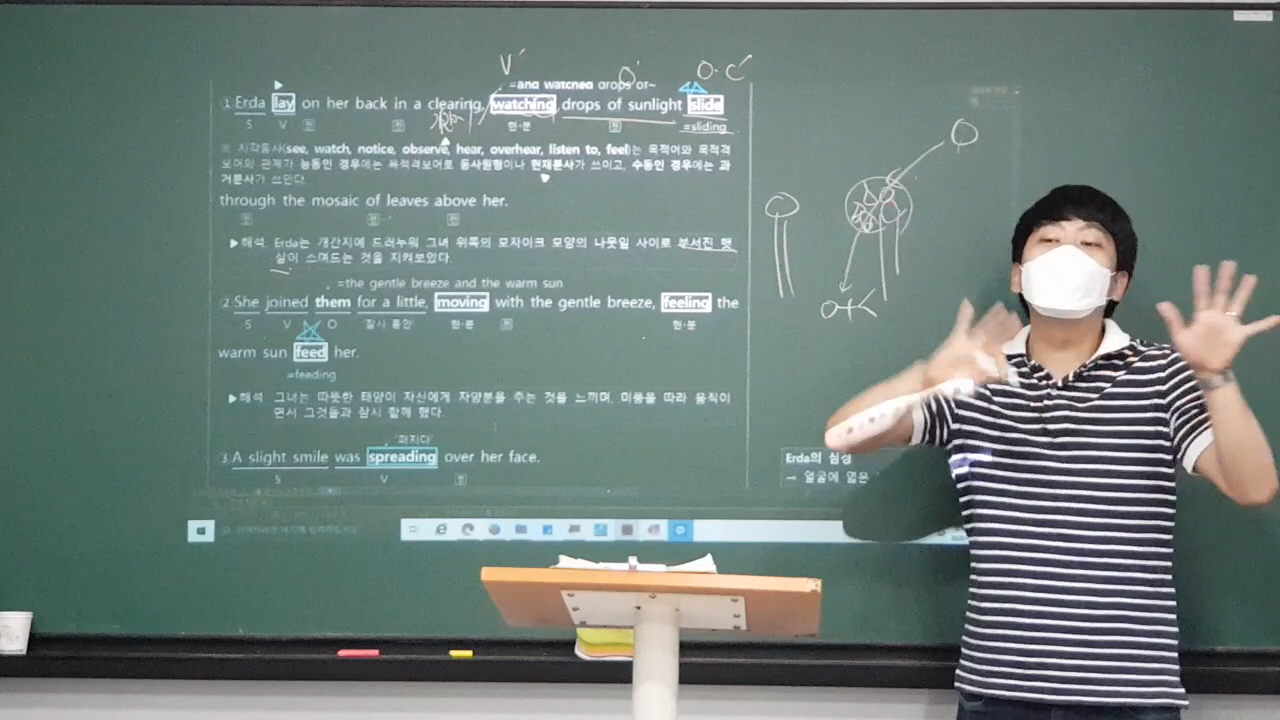 V' O' O·C'
=and watched drops of~
① Erda lay on her back in a clearing, watching drops of sunlight slide
S V 전 전 현·분 전 =sliding
※ 지각동사(see, watch, notice, observe, hear, overhear, listen to, feel)는 목적어와 목적격
보어의 관계가 능동인 경우에는 목적격보어로 동사원형이나 현재분사가 쓰이고, 수동인 경우에는 과
거분사가 쓰인다.
through the mosaic of leaves above her.
전 전 전
▶해석: Erda는 개간지에 드러누워 그녀 위쪽의 모자이크 모양의 나뭇잎 사이로 부서진 햇
살이 스며드는 것을 지켜보았다.
=the gentle breeze and the warm sun
② She joined them for a little, moving with the gentle breeze, feeling the
S V O '잠시 동안' 현·분 전 현·분
warm sun feed her.
=feeding
▶해석: 그녀는 따뜻한 태양이 자신에게 자양분을 주는 것을 느끼며, 미풍을 따라 움직이
면서 그것들과 잠시 함께 했다.
'퍼지다'
③ A slight smile was spreading over her face.
S V 전
Erda의 심경
→ 얼굴에 엷은